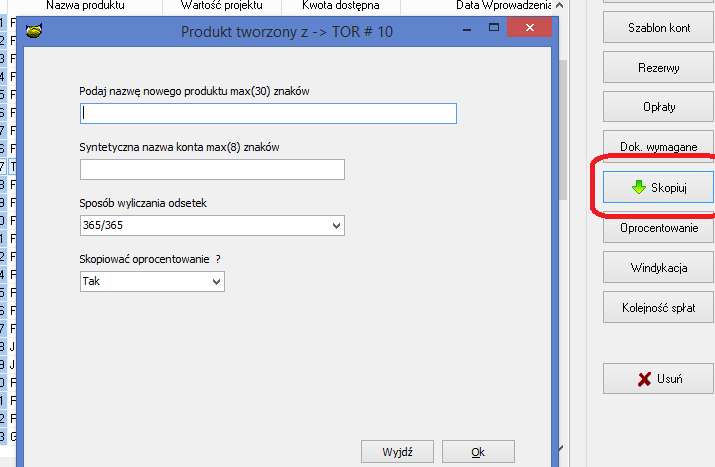 Nazwa produktu Wartość projektu Kwota dostępna Data Wprowadzenia
Produkt tworzony z -> TOR # 10
Podaj nazwę nowego produktu max(30) znaków
Syntetyczna nazwa konta max(8) znaków
Sposób wyliczania odsetek
365/365
Skopiować oprocentowanie ?
Tak
Wyjdź Ok
Szablon kont
Rezerwy
Opłaty
Dok. wymagane
Skopiuj
Oprocentowanie
Windykacja
Kolejność spłat
Usuń